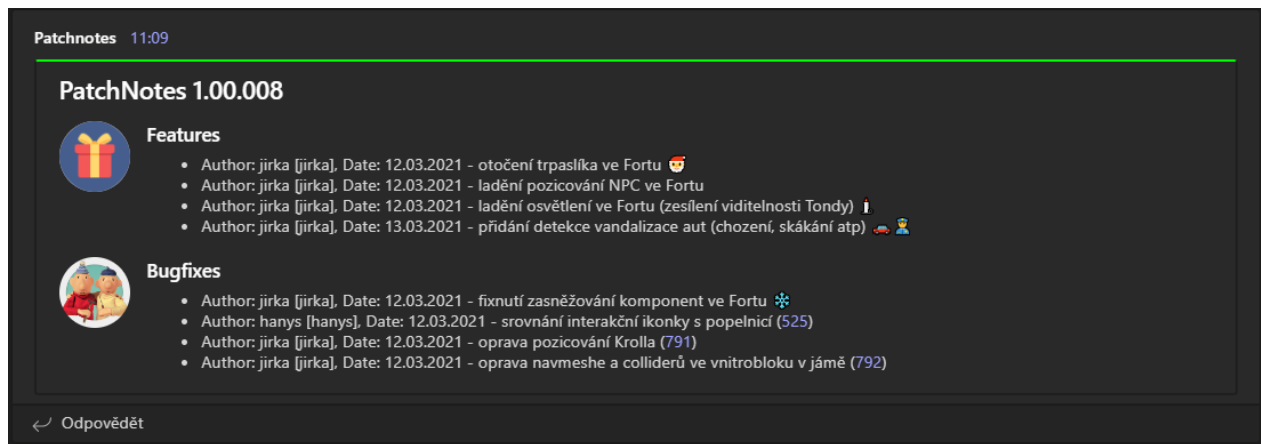 Patchnotes 11:09
PatchNotes 1.00.008
Features
• Author: jirka [jirka], Date: 12.03.2021 - otočení trpaslíka ve Fortu 🎅
• Author: jirka [jirka], Date: 12.03.2021 - ladění pozicování NPC ve Fortu
• Author: jirka [jirka], Date: 12.03.2021 - ladění osvětlení ve Fortu (zesílení viditelnosti Tondy) 🕯
• Author: jirka [jirka], Date: 13.03.2021 - přidání detekce vandalizace aut (chození, skákání atp) 🚗 👮
Bugfixes
• Author: jirka [jirka], Date: 12.03.2021 - fixnutí zasněžování komponent ve Fortu ❄
• Author: hanys [hanys], Date: 12.03.2021 - srovnání interakční ikonky s popelnicí (525)
• Author: jirka [jirka], Date: 12.03.2021 - oprava pozicování Krolla (791)
• Author: jirka [jirka], Date: 12.03.2021 - oprava navmeshe a colliderů ve vnitrobloku v jámě (792)
Odpovědět